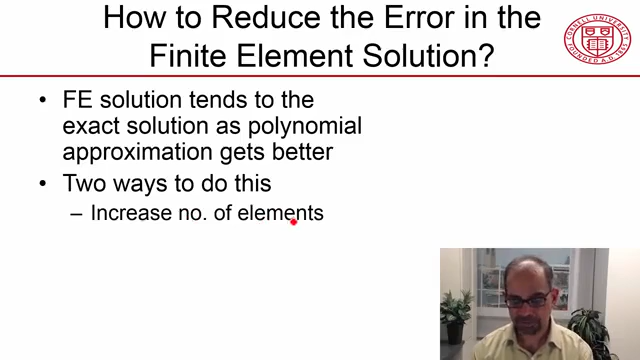 How to Reduce the Error in the
Finite Element Solution?
• FE solution tends to the
exact solution as polynomial
approximation gets better
• Two ways to do this
– Increase no. of elements